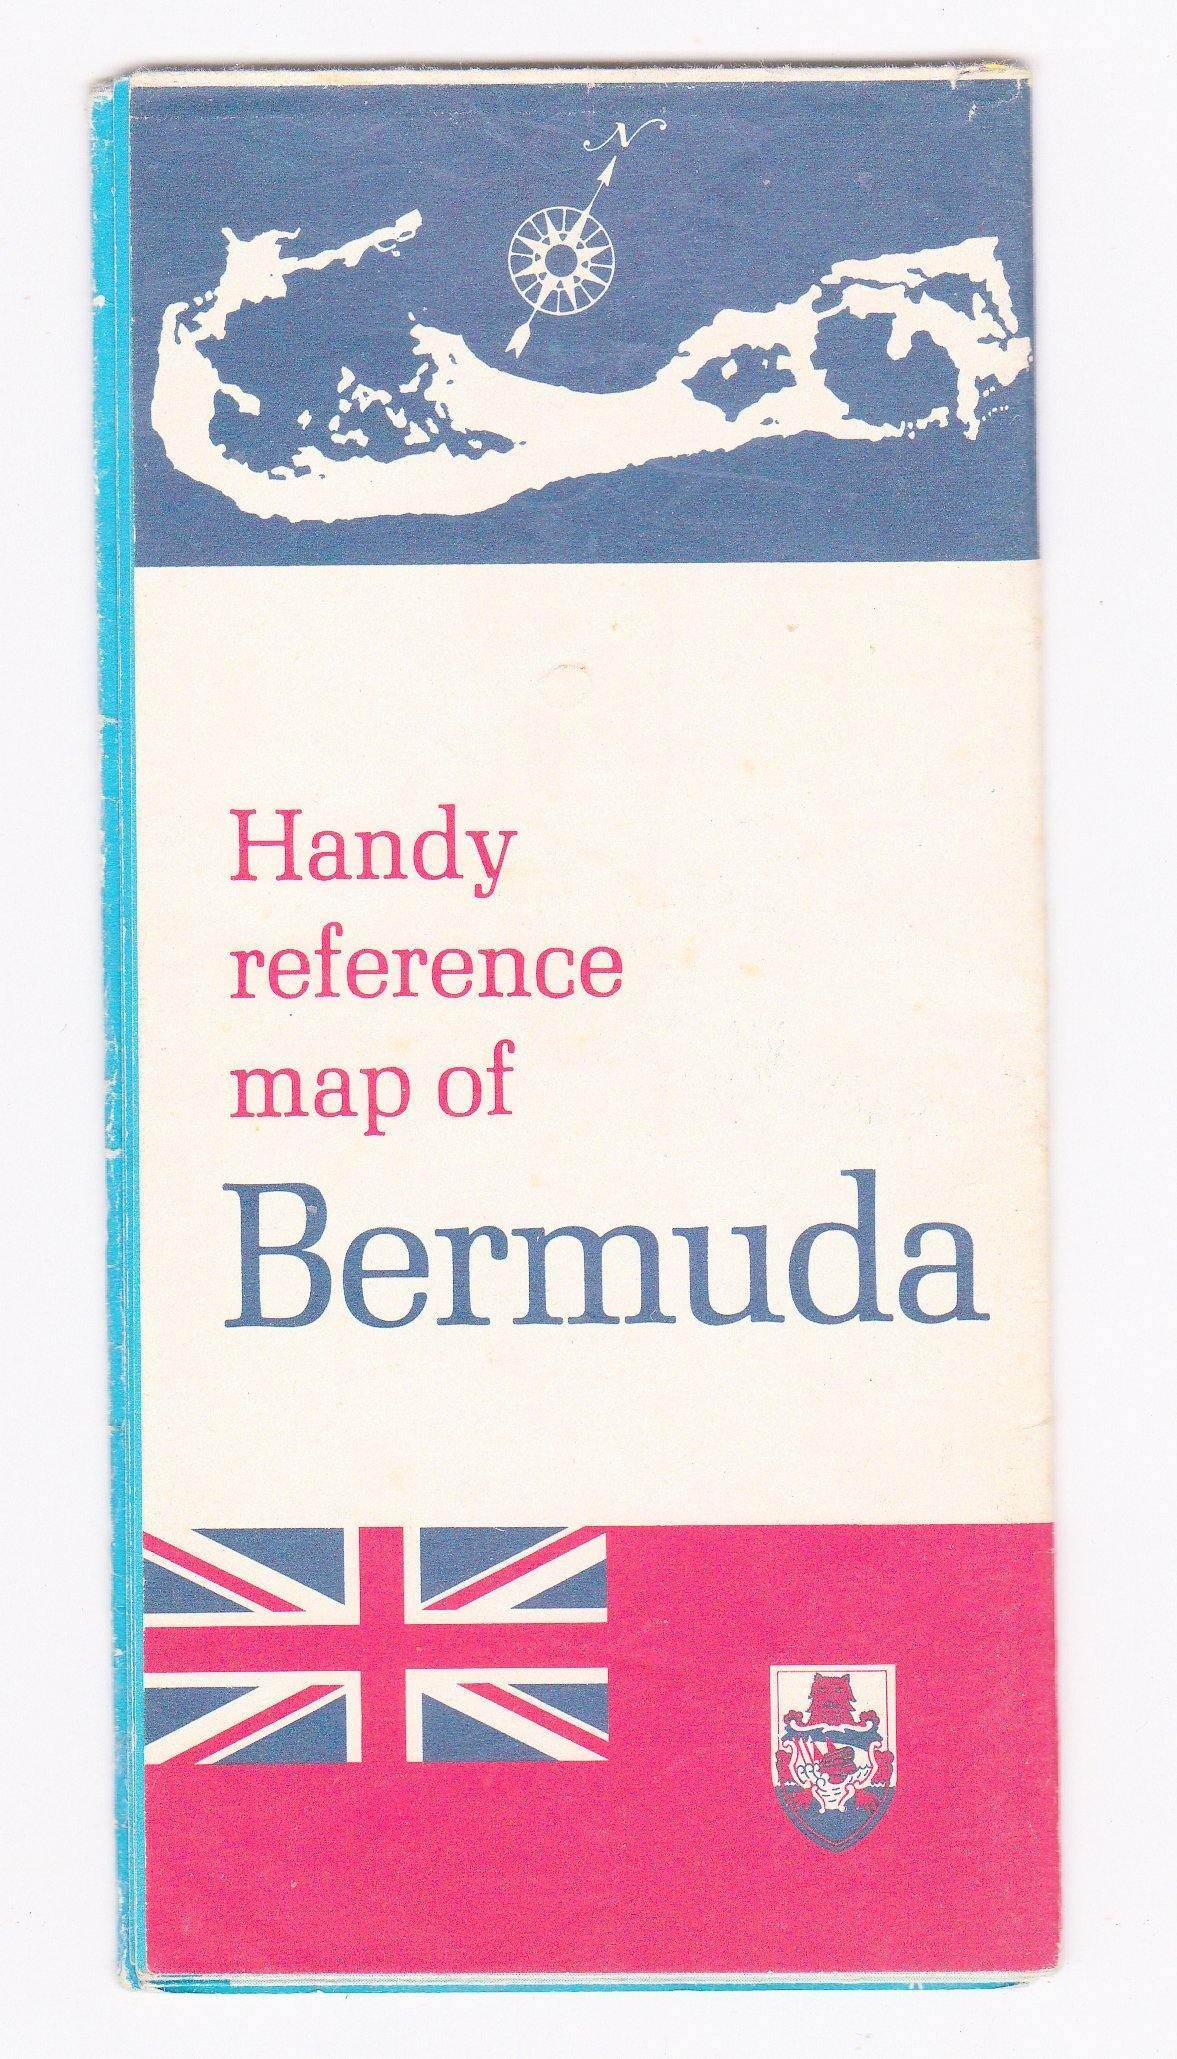 N
Handy
reference
map of
Bermuda